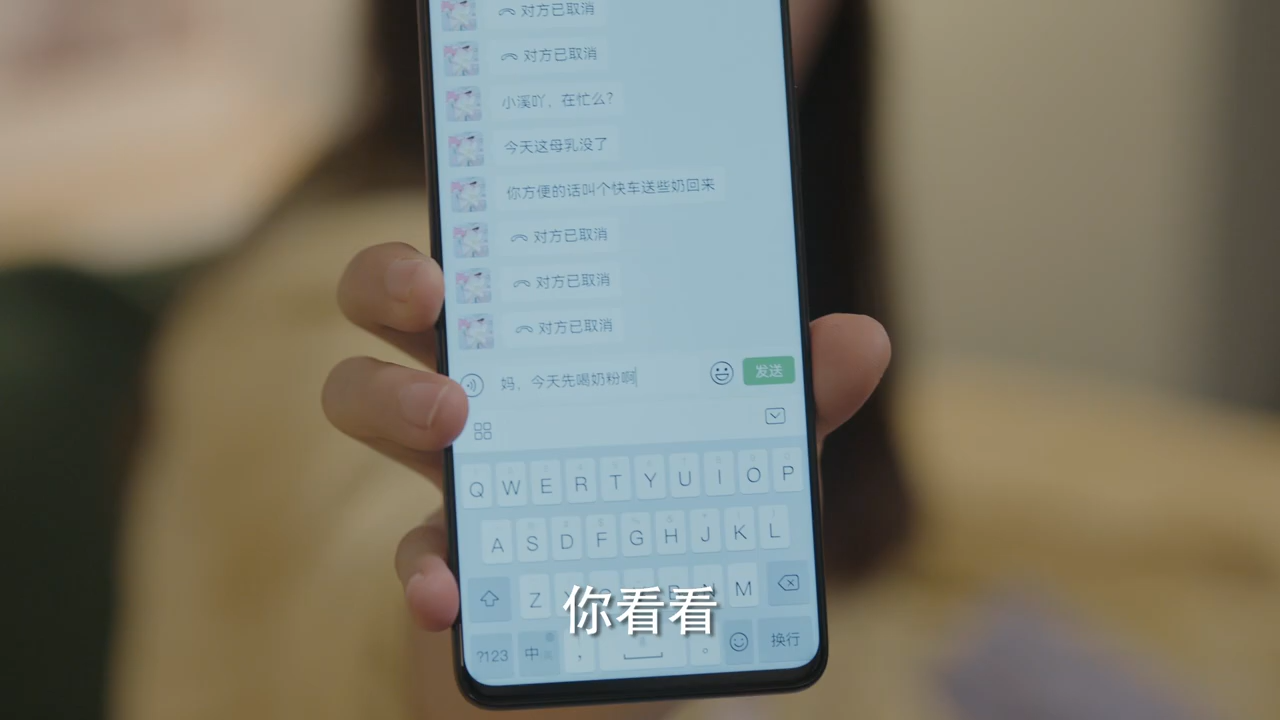 对方已取消
对方已取消
小溪吖，在忙么？
今天这母乳没了
你方便的话叫个快车送些奶回来
对方已取消
对方已取消
对方已取消
妈，今天先喝奶粉啊
发送
Q W E R T Y U I O P
A S D F G H J K L
Z N M
你看看
?123 中 ， 。 换行